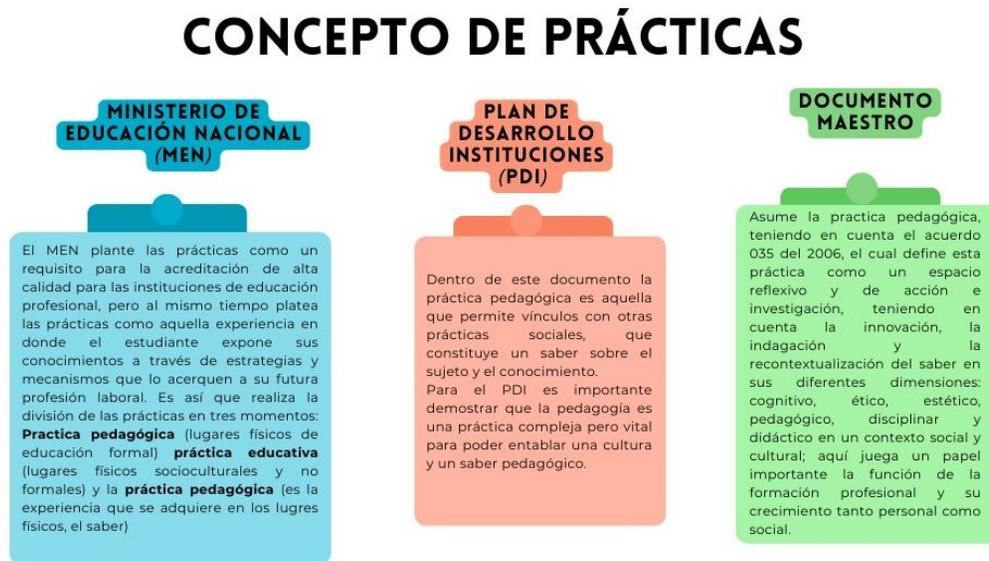 CONCEPTO DE PRÁCTICAS
MINISTERIO DE
EDUCACIÓN NACIONAL
(MEN)
El MEN plante las prácticas como un
requisito para la acreditación de alta
calidad para las instituciones de educación
profesional, pero al mismo tiempo platea
las prácticas como aquella experiencia en
donde el estudiante expone sus
conocimientos a través de estrategias y
mecanismos que lo acerquen a su futura
profesión laboral. Es así que realiza la
división de las prácticas en tres momentos:
Practica pedagógica (lugares físicos de
educación formal) práctica educativa
(lugares físicos socioculturales y no
formales) y la práctica pedagógica (es la
experiencia que se adquiere en los lugres
físicos, el saber)
PLAN DE
DESARROLLO
INSTITUCIONES
(PDI)
Dentro de este documento la
práctica pedagógica es aquella
que permite vínculos con otras
prácticas sociales, que
constituye un saber sobre el
sujeto y el conocimiento.
Para el PDI es importante
demostrar que la pedagogía es
una práctica compleja pero vital
para poder entablar una cultura
y un saber pedagógico.
DOCUMENTO
MAESTRO
Asume la practica pedagógica,
teniendo en cuenta el acuerdo
035 del 2006, el cual define esta
práctica como un espacio
reflexivo y de acción e
investigación, teniendo en
cuenta la innovación, la
indagación y la
recontextualización del saber en
sus diferentes dimensiones:
cognitivo, ético, estético,
pedagógico, disciplinar y
didáctico en un contexto social y
cultural; aquí juega un papel
importante la función de la
formación profesional y su
crecimiento tanto personal como
social.